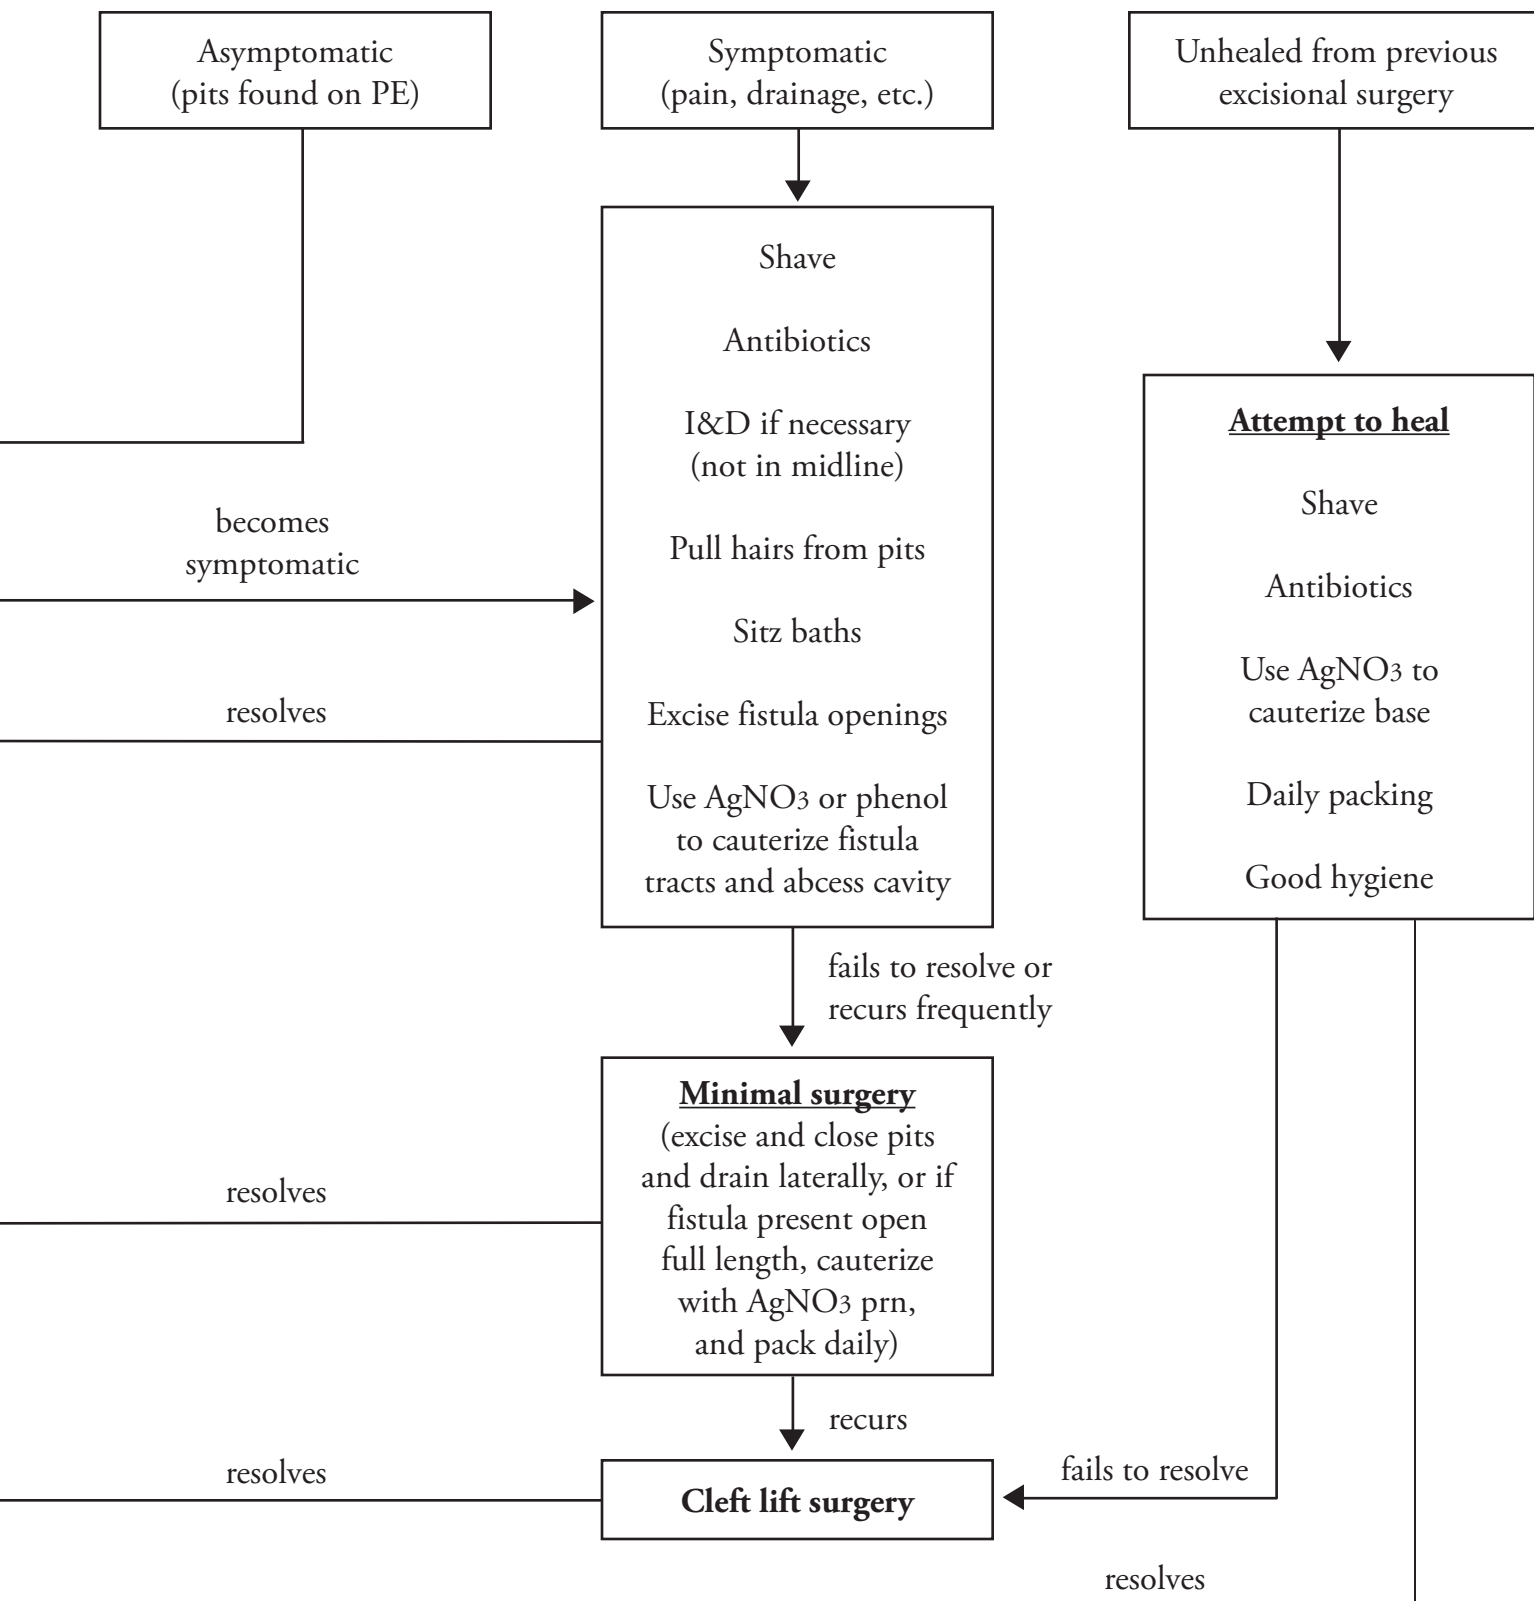 Asymptomatic
(pits found on PE)
Symptomatic
(pain, drainage, etc.)
Unhealed from previous
excisional surgery
Shave
Antibiotics
I&D if necessary
(not in midline)
Pull hairs from pits
Sitz baths
Excise fistula openings
Use AgNO3 or phenol
to cauterize fistula
tracts and abcess cavity
Attempt to heal
Shave
Antibiotics
Use AgNO3 to
cauterize base
Daily packing
Good hygiene
becomes
symptomatic
resolves
fails to resolve or
recurs frequently
Minimal surgery
(excise and close pits
and drain laterally, or if
fistula present open
full length, cauterize
with AgNO3 prn,
and pack daily)
resolves
recurs
Cleft lift surgery
resolves
fails to resolve
resolves